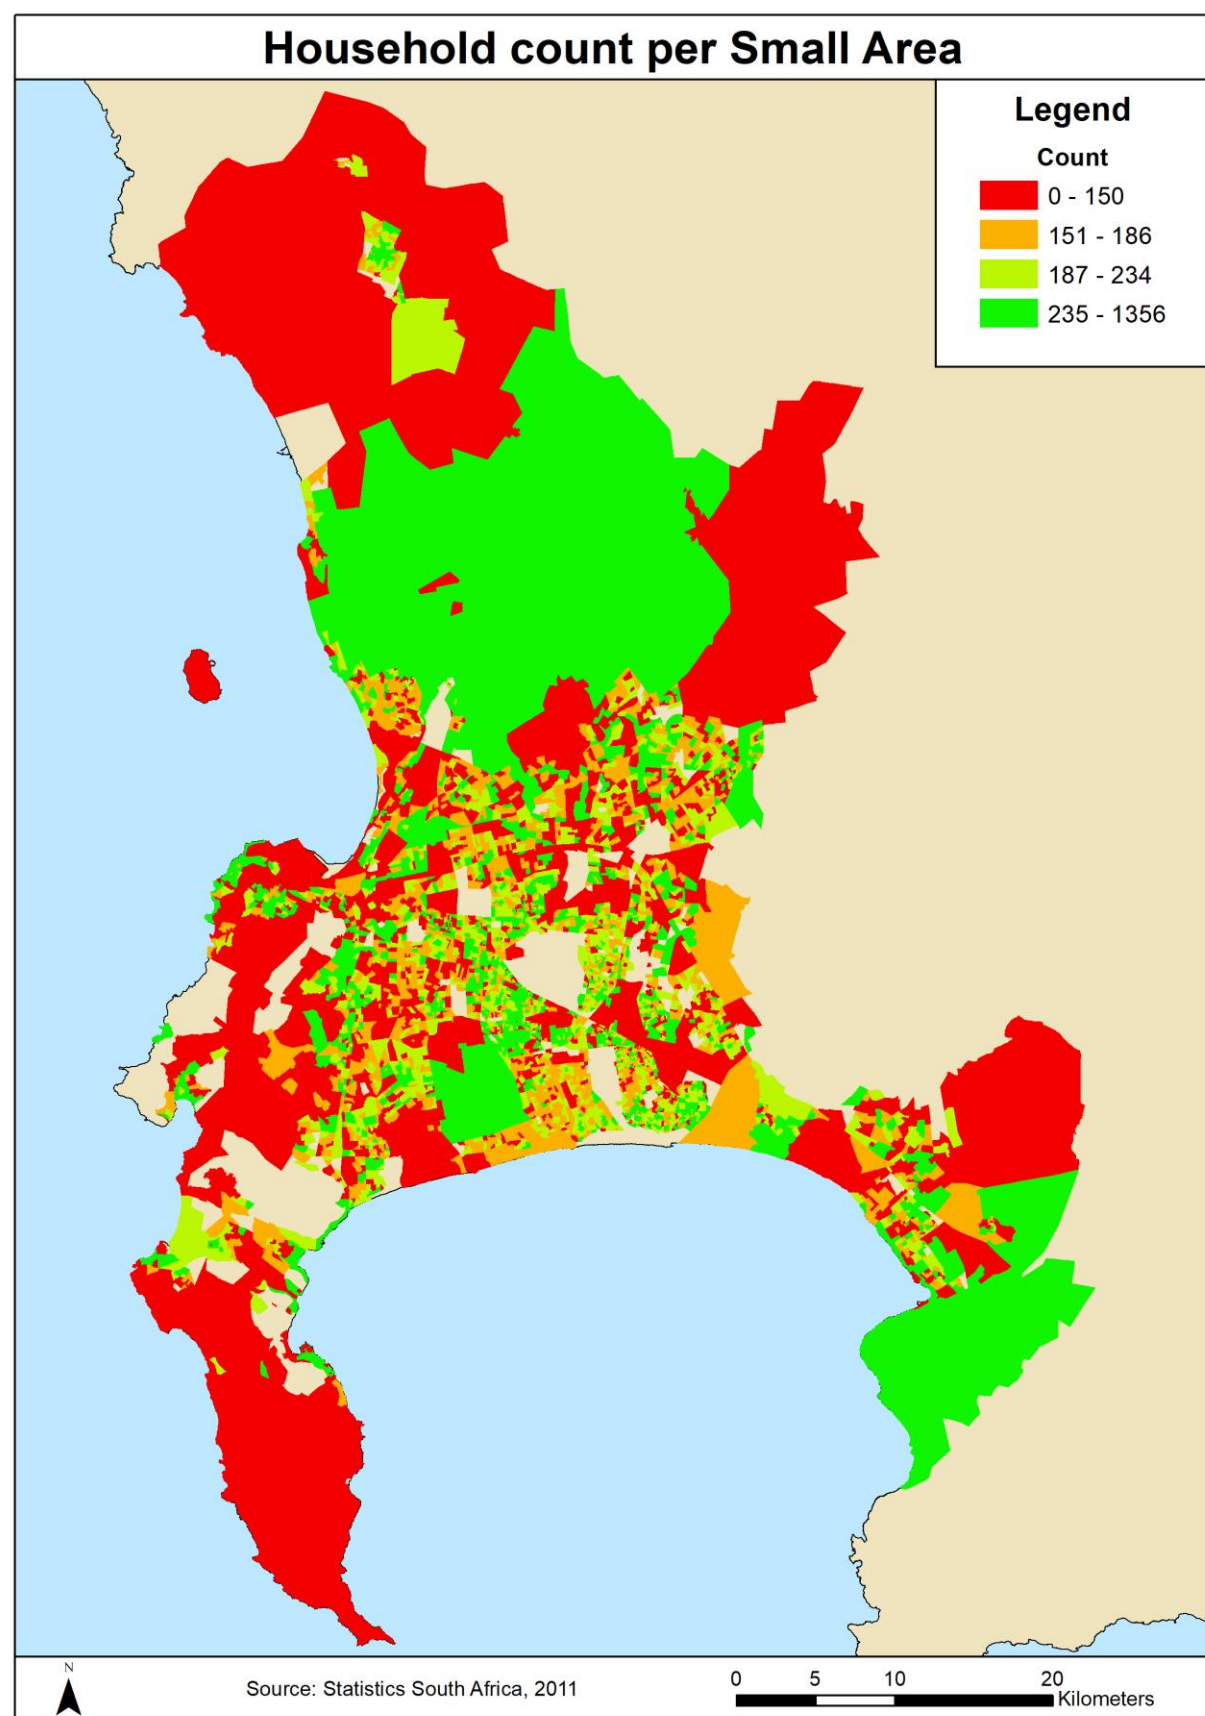 Household count per Small Area
Legend
Count
0 - 150
151 - 186
187 - 234
235 - 1356
N
Source: Statistics South Africa, 2011
0 5 10 20
Kilometers